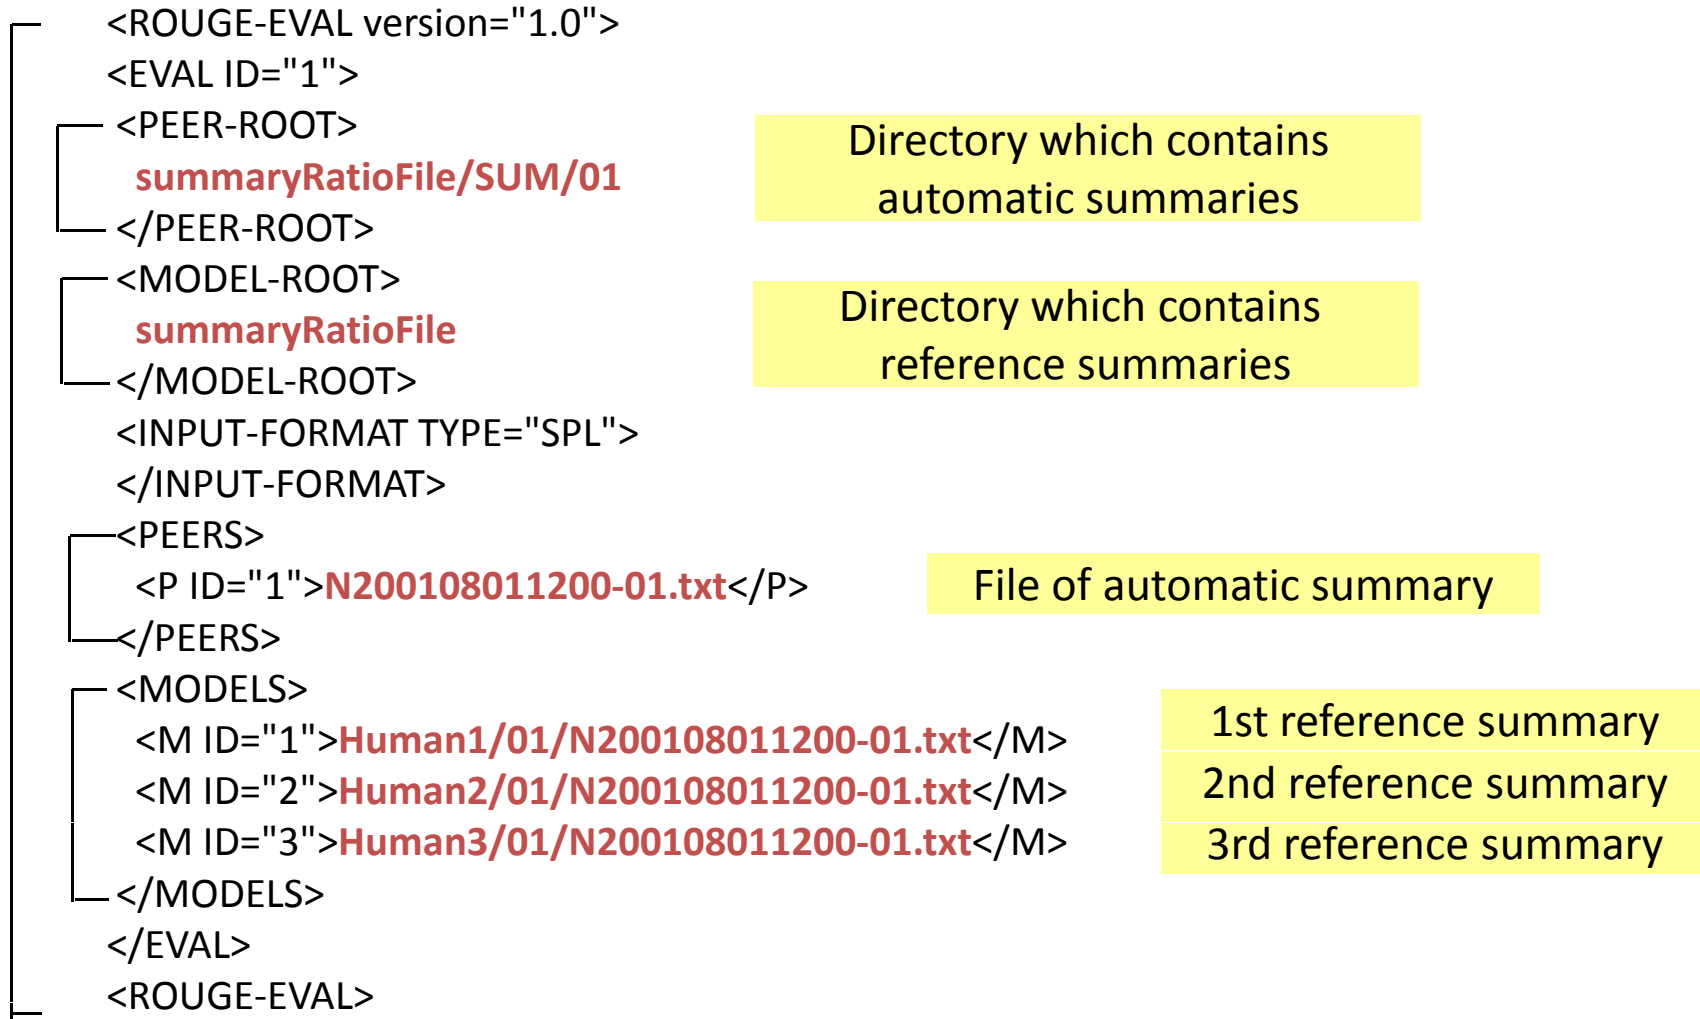 <ROUGE-EVAL version="1.0">
<EVAL ID="1">
<PEER-ROOT>
summaryRatioFile/SUM/01
</PEER-ROOT>
Directory which contains
automatic summaries
<MODEL-ROOT>
summaryRatioFile
</MODEL-ROOT>
Directory which contains
reference summaries
<INPUT-FORMAT TYPE="SPL">
</INPUT-FORMAT>
<PEERS>
<P ID="1">N200108011200-01.txt</P>
File of automatic summary
</PEERS>
<MODELS>
<M ID="1">Human1/01/N200108011200-01.txt</M>
1st reference summary
<M ID="2">Human2/01/N200108011200-01.txt</M>
2nd reference summary
<M ID="3">Human3/01/N200108011200-01.txt</M>
3rd reference summary
</MODELS>
</EVAL>
<ROUGE-EVAL>